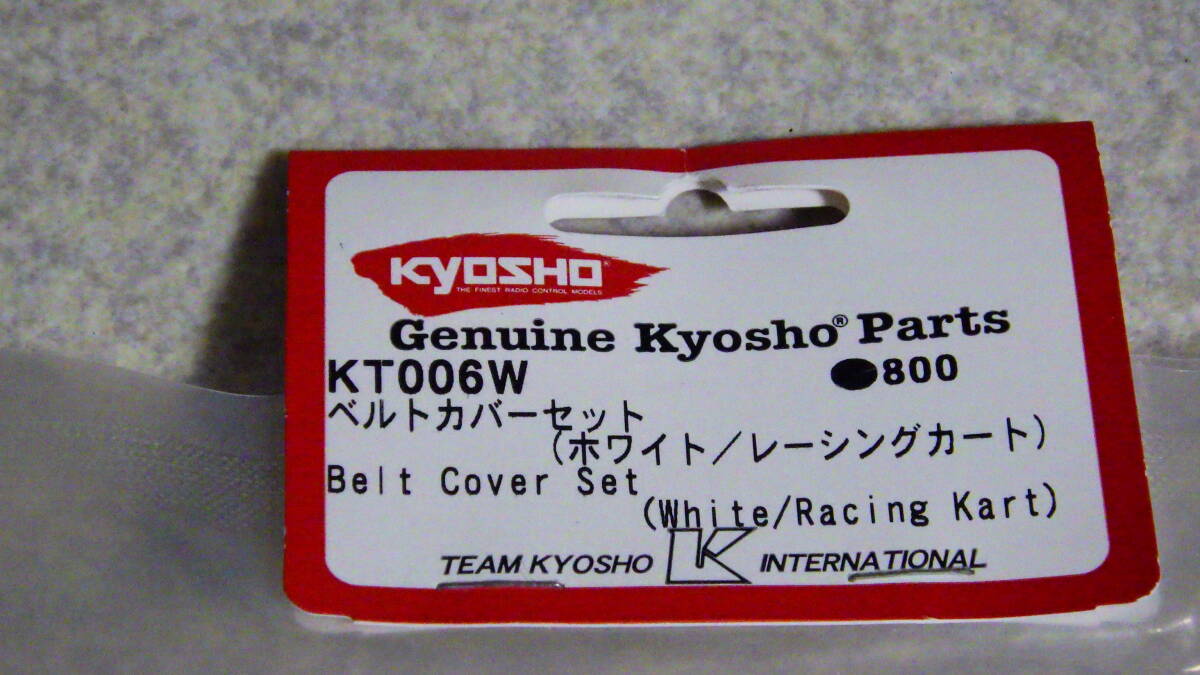 KYOSHO®
THE FINEST RADIO CONTROL MODELS
Genuine Kyosho® Parts
KT006W ●800
ベルトカバーセット
(ホワイト/レーシングカート)
Belt Cover Set
(White/Racing Kart)
TEAM KYOSHO K INTERNATIONAL